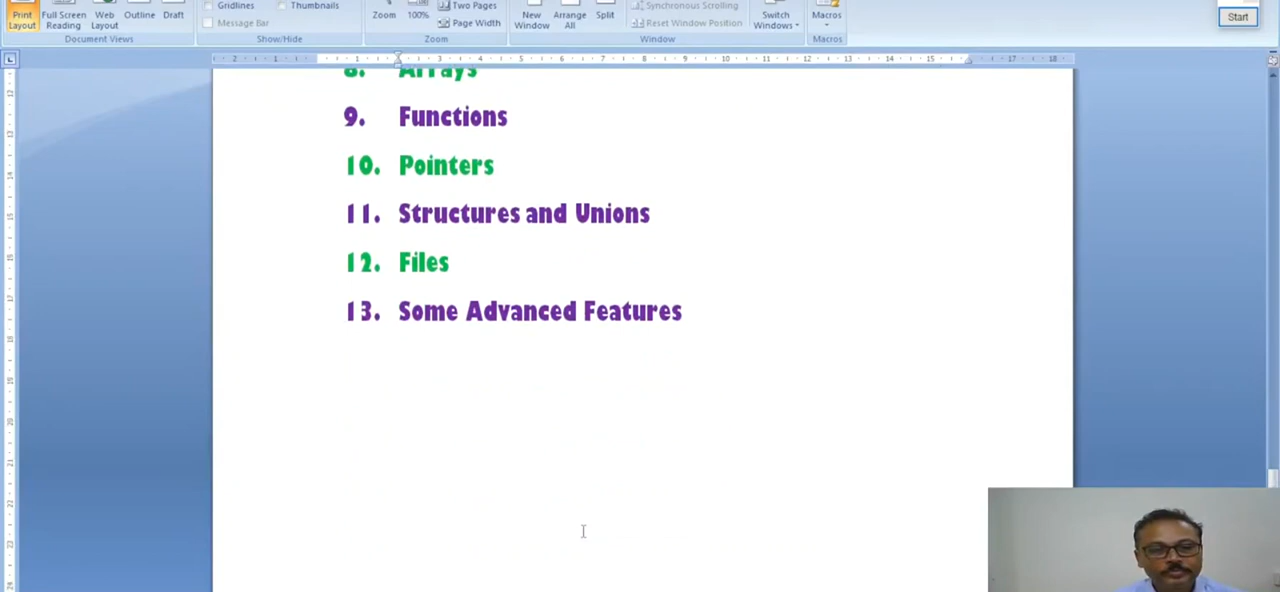 Print Layout
Full Screen Reading
Web Layout
Outline
Draft
Gridlines
Thumbnails
Message Bar
Zoom
100%
Two Pages
Page Width
New Window
Arrange All
Split
Synchronous Scrolling
Reset Window Position
Switch Windows
Macros
Document Views
Show/Hide
Zoom
Window
Macros
Start
8. Arrays
9. Functions
10. Pointers
11. Structures and Unions
12. Files
13. Some Advanced Features